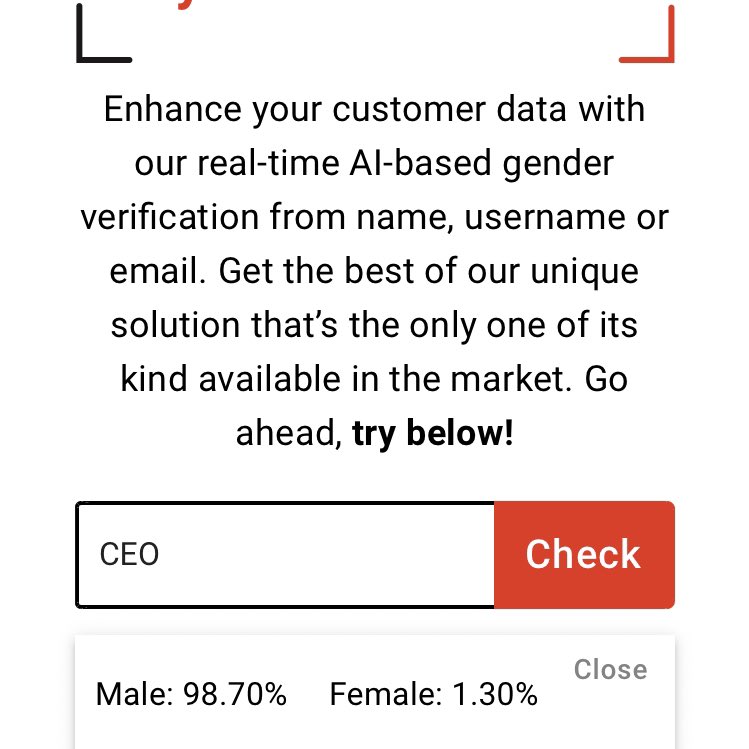 Enhance your customer data with
our real-time AI-based gender
verification from name, username or
email. Get the best of our unique
solution that’s the only one of its
kind available in the market. Go
ahead, try below!
CEO
Check
Close
Male: 98.70% Female: 1.30%